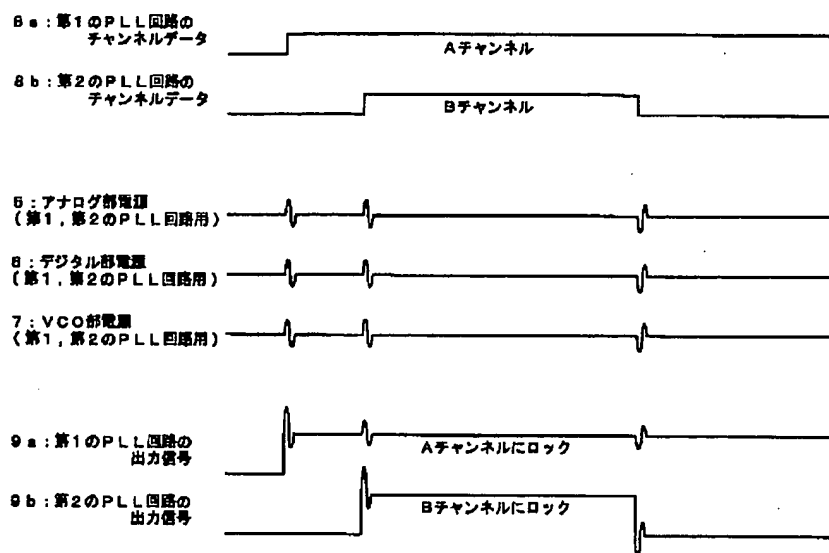 8a：第1のPLL回路の
チャンネルデータ
Aチャンネル
8b：第2のPLL回路の
チャンネルデータ
Bチャンネル
5：アナログ部電源
(第1，第2のPLL回路用)
6：デジタル部電源
(第1，第2のPLL回路用)
7：VCO部電源
(第1，第2のPLL回路用)
9a：第1のPLL回路の
出力信号
Aチャンネルにロック
9b：第2のPLL回路の
出力信号
Bチャンネルにロック